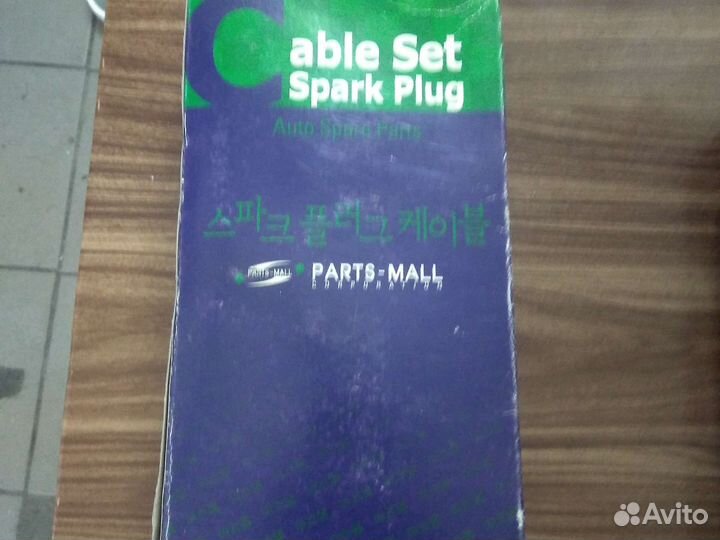 Cable Set
Spark Plug
Auto Spare Parts
스파크 플러그 케이블
PARTS-MALL
PARTS-MALL
CORPORATION
Avito